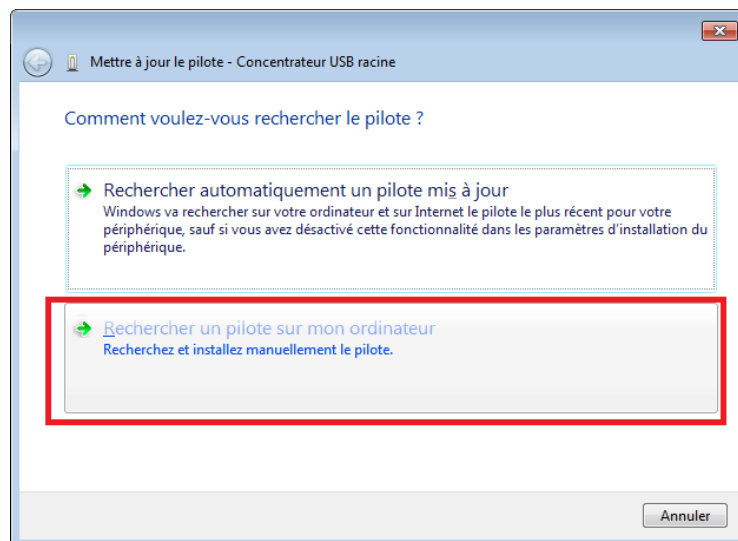 Mettre à jour le pilote - Concentrateur USB racine
Comment voulez-vous rechercher le pilote ?
Rechercher automatiquement un pilote mis à jour
Windows va rechercher sur votre ordinateur et sur Internet le pilote le plus récent pour votre
périphérique, sauf si vous avez désactivé cette fonctionnalité dans les paramètres d'installation du
périphérique.
Rechercher un pilote sur mon ordinateur
Recherchez et installez manuellement le pilote.
Annuler